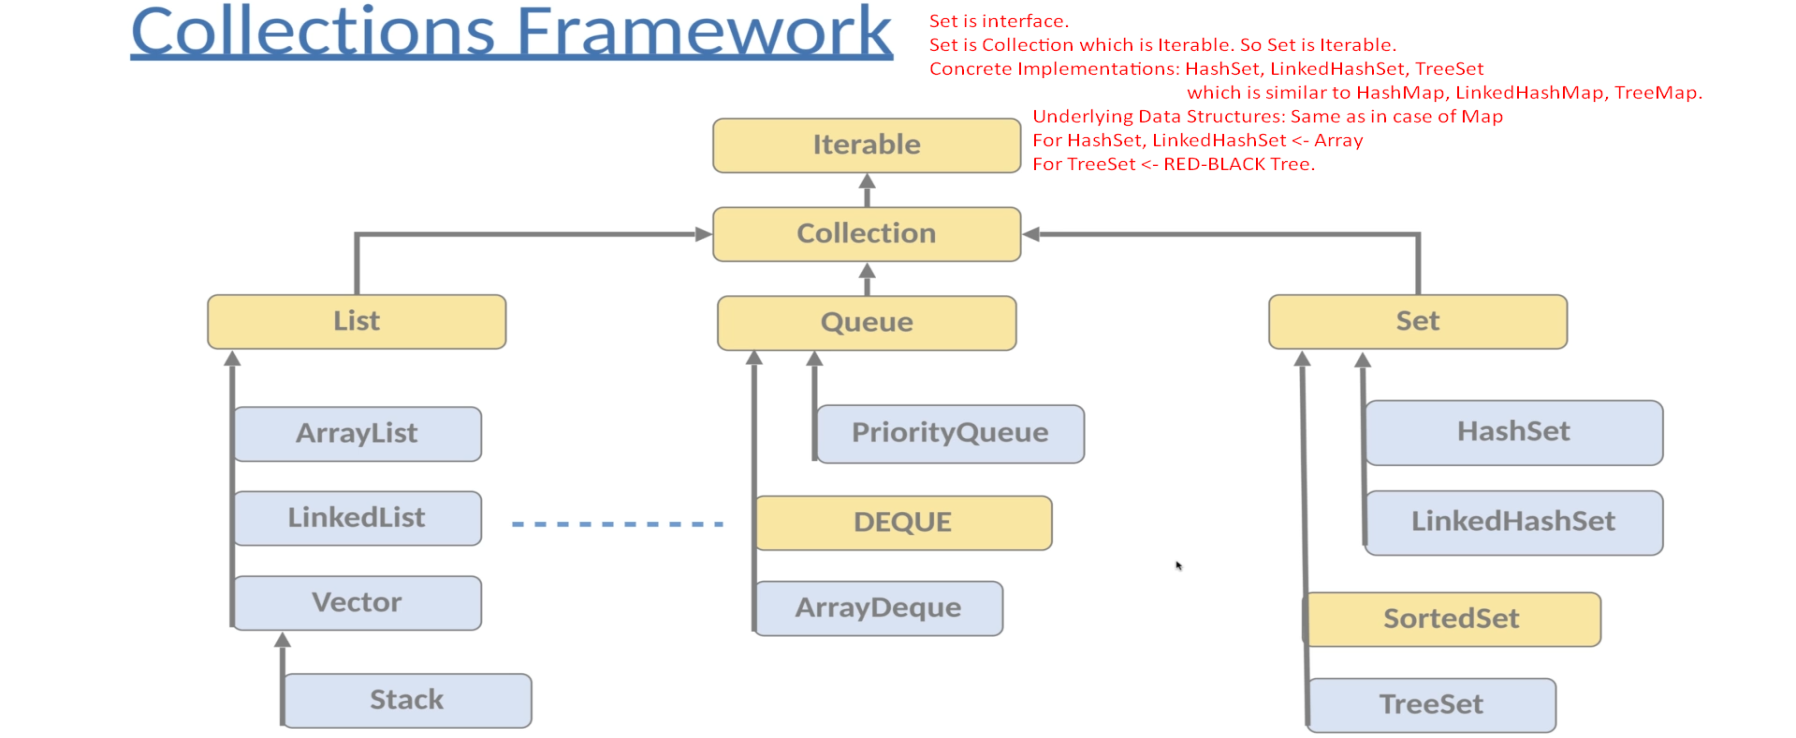 Collections Framework
Set is interface.
Set is Collection which is Iterable. So Set is Iterable.
Concrete Implementations: HashSet, LinkedHashSet, TreeSet
which is similar to HashMap, LinkedHashMap, TreeMap.
Underlying Data Structures: Same as in case of Map
For HashSet, LinkedHashSet <- Array
For TreeSet <- RED-BLACK Tree.
Iterable
Collection
List
Queue
Set
ArrayList
PriorityQueue
HashSet
LinkedList
DEQUE
LinkedHashSet
Vector
ArrayDeque
SortedSet
Stack
TreeSet